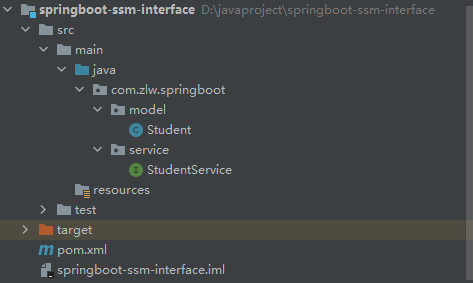 springboot-ssm-interface D:\javaproject\springboot-ssm-interface
src
main
java
com.zlw.springboot
model
Student
service
StudentService
resources
test
target
pom.xml
springboot-ssm-interface.iml